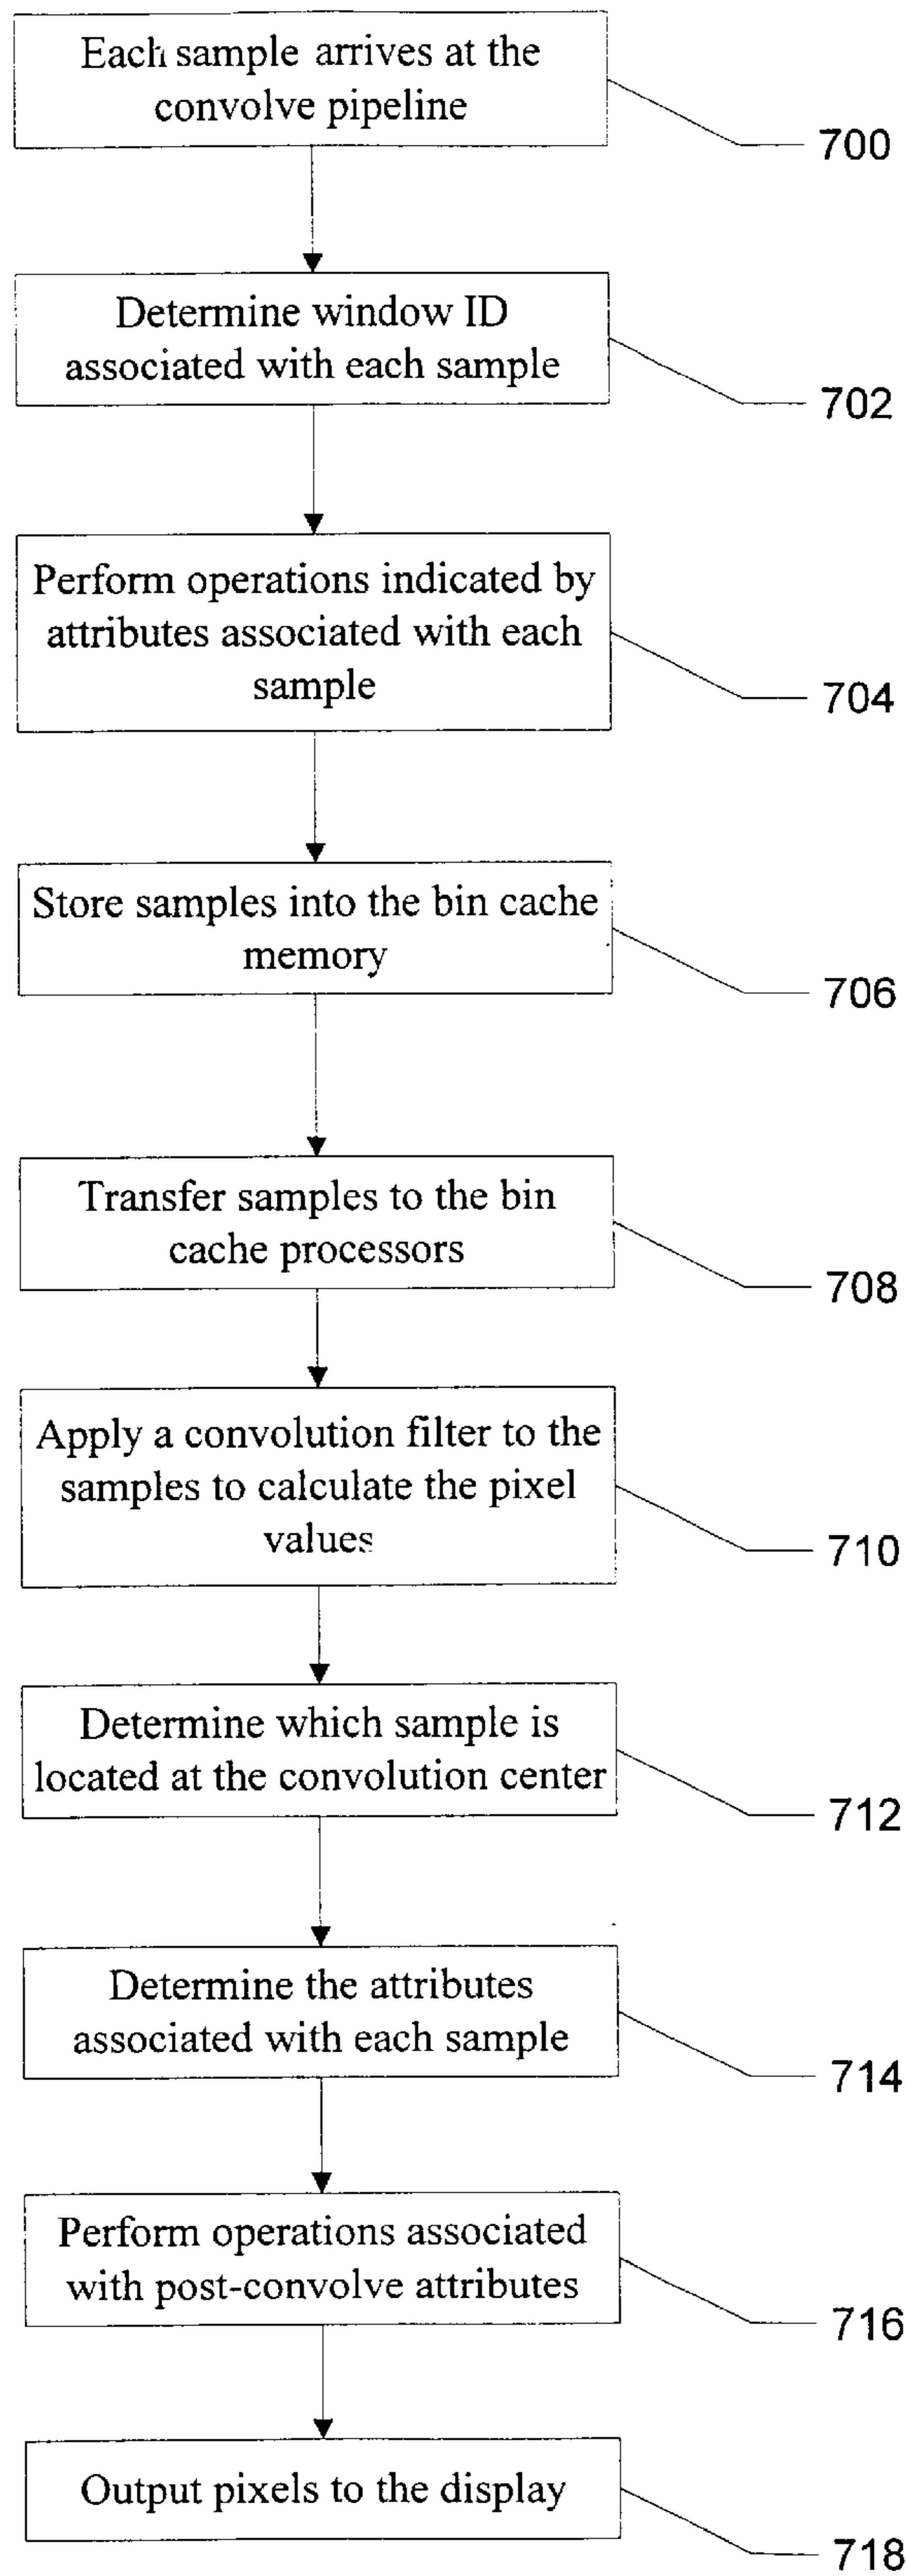 Each sample arrives at the
convolve pipeline
700
Determine window ID
associated with each sample
702
Perform operations indicated by
attributes associated with each
sample
704
Store samples into the bin cache
memory
706
Transfer samples to the bin
cache processors
708
Apply a convolution filter to the
samples to calculate the pixel
values
710
Determine which sample is
located at the convolution center
712
Determine the attributes
associated with each sample
714
Perform operations associated
with post-convolve attributes
716
Output pixels to the display
718